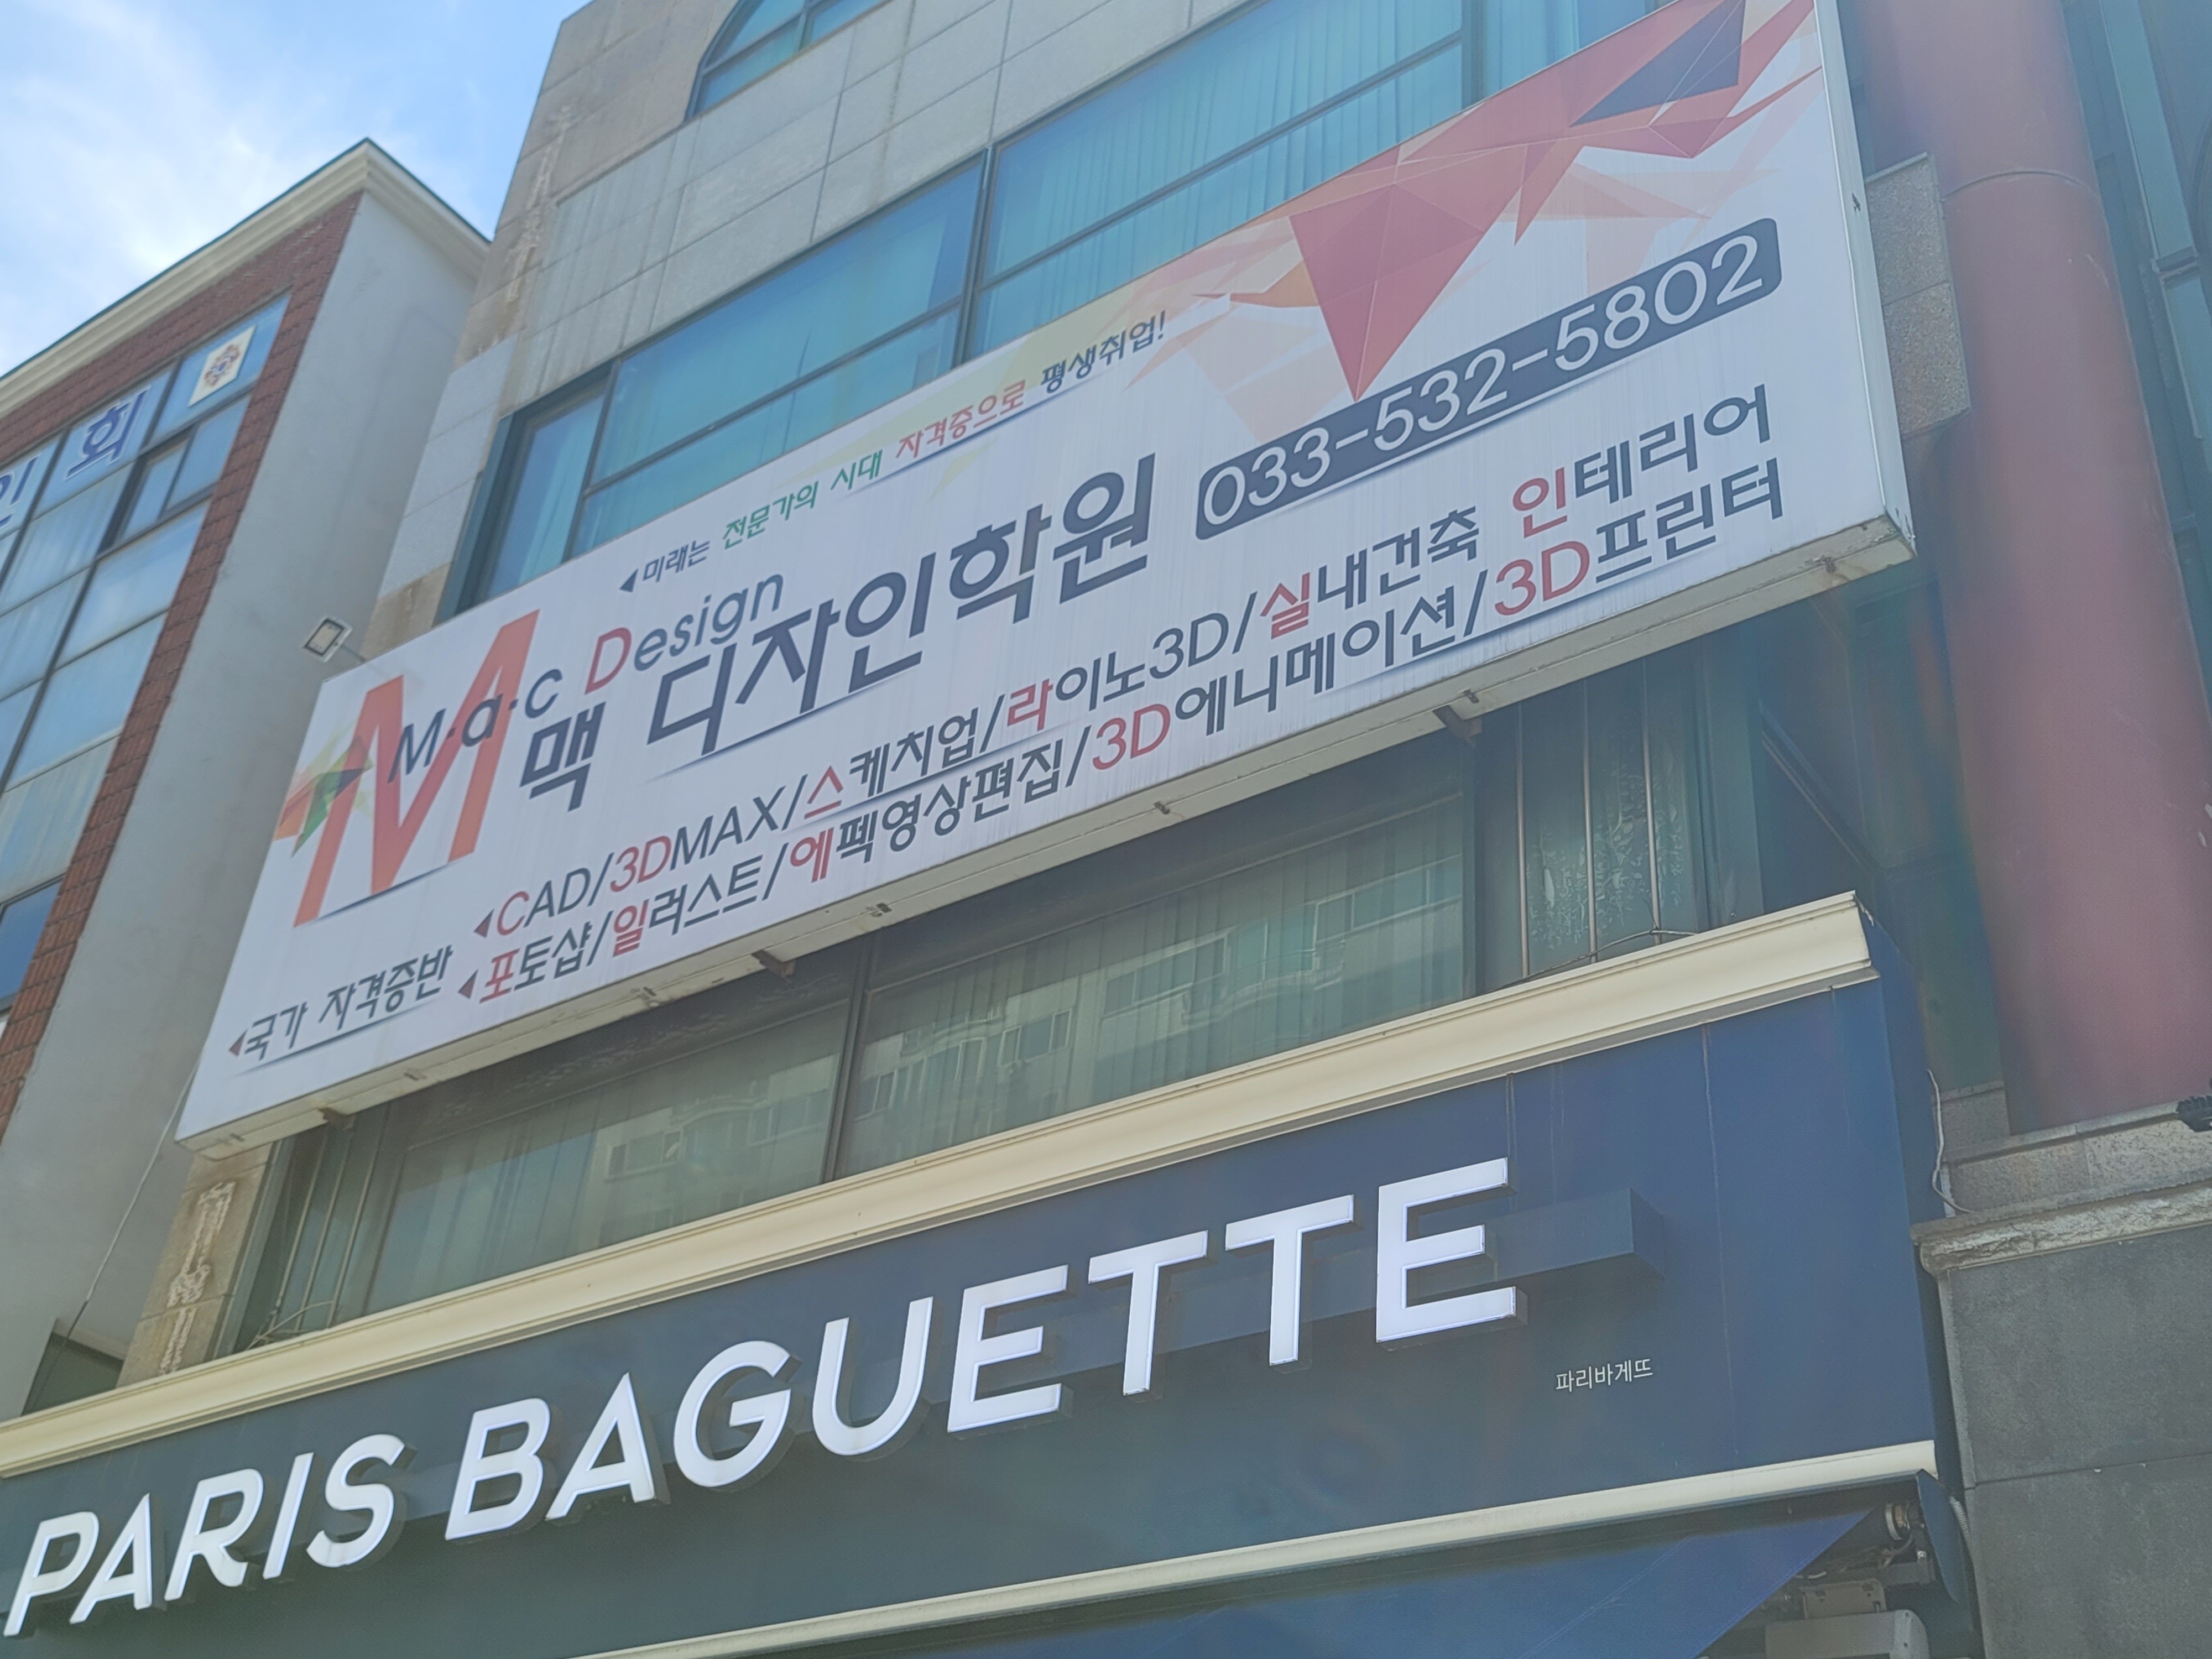 인회
◀미래는 전문가의 시대 자격증으로 평생취업!
M·a·c Design
M 맥 디자인학원 033-532-5802
◀국가 자격증반
◀CAD/3DMAX/스케치업/라이노3D/실내건축 인테리어
◀포토샵/일러스트/에펙영상편집/3D에니메이션/3D프린터
PARIS BAGUETTE
파리바게뜨